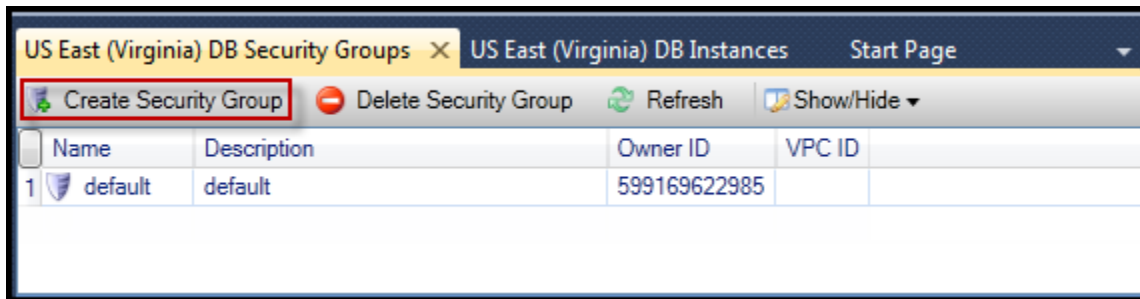 US East (Virginia) DB Security Groups US East (Virginia) DB Instances Start Page
Create Security Group Delete Security Group Refresh Show/Hide
Name Description Owner ID VPC ID
1 default default 599169622985